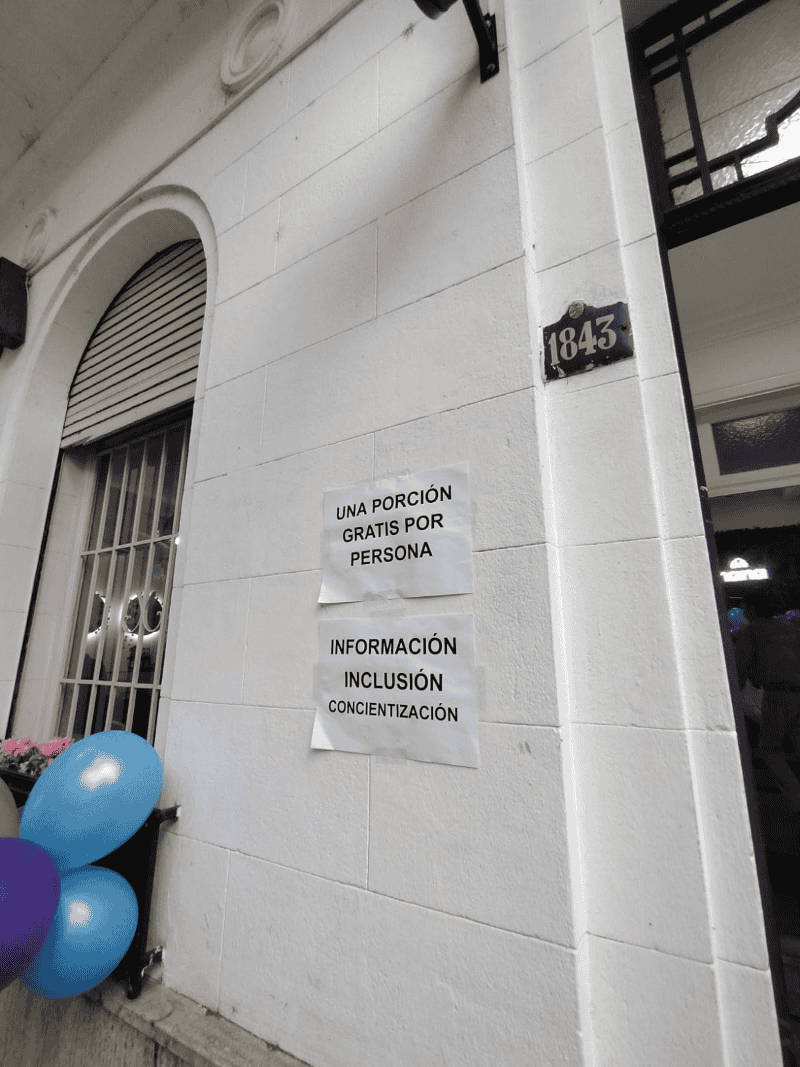 1843
UNA PORCIÓN
GRATIS POR
PERSONA
INFORMACIÓN
INCLUSIÓN
CONCIENTIZACIÓN